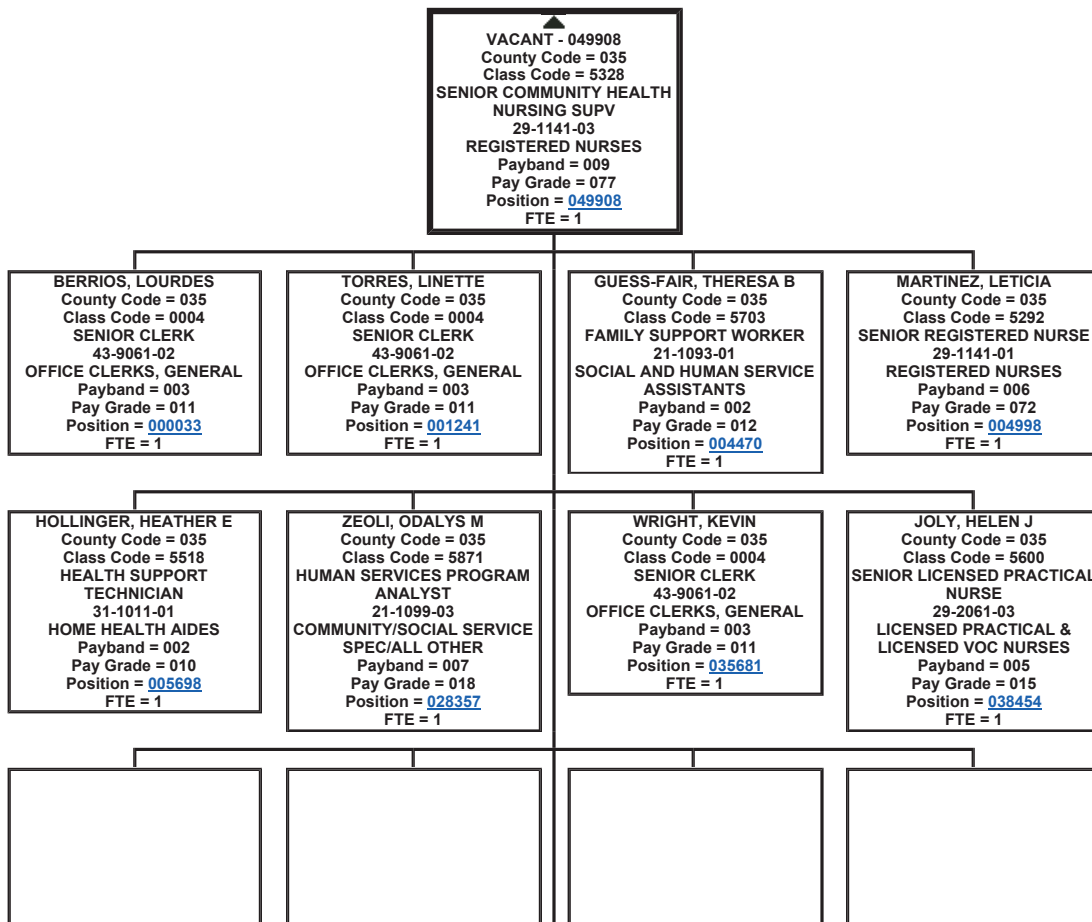 VACANT - 049908
County Code = 035
Class Code = 5328
SENIOR COMMUNITY HEALTH
NURSING SUPV
29-1141-03
REGISTERED NURSES
Payband = 009
Pay Grade = 077
Position = 049908
FTE = 1
BERRIOS, LOURDES
County Code = 035
Class Code = 0004
SENIOR CLERK
43-9061-02
OFFICE CLERKS, GENERAL
Payband = 003
Pay Grade = 011
Position = 000033
FTE = 1
TORRES, LINETTE
County Code = 035
Class Code = 0004
SENIOR CLERK
43-9061-02
OFFICE CLERKS, GENERAL
Payband = 003
Pay Grade = 011
Position = 001241
FTE = 1
GUESS-FAIR, THERESA B
County Code = 035
Class Code = 5703
FAMILY SUPPORT WORKER
21-1093-01
SOCIAL AND HUMAN SERVICE
ASSISTANTS
Payband = 002
Pay Grade = 012
Position = 004470
FTE = 1
MARTINEZ, LETICIA
County Code = 035
Class Code = 5292
SENIOR REGISTERED NURSE
29-1141-01
REGISTERED NURSES
Payband = 006
Pay Grade = 072
Position = 004998
FTE = 1
HOLLINGER, HEATHER E
County Code = 035
Class Code = 5518
HEALTH SUPPORT
TECHNICIAN
31-1011-01
HOME HEALTH AIDES
Payband = 002
Pay Grade = 010
Position = 005698
FTE = 1
ZEOLI, ODALYS M
County Code = 035
Class Code = 5871
HUMAN SERVICES PROGRAM
ANALYST
21-1099-03
COMMUNITY/SOCIAL SERVICE
SPEC/ALL OTHER
Payband = 007
Pay Grade = 018
Position = 028357
FTE = 1
WRIGHT, KEVIN
County Code = 035
Class Code = 0004
SENIOR CLERK
43-9061-02
OFFICE CLERKS, GENERAL
Payband = 003
Pay Grade = 011
Position = 035681
FTE = 1
JOLY, HELEN J
County Code = 035
Class Code = 5600
SENIOR LICENSED PRACTICAL
NURSE
29-2061-03
LICENSED PRACTICAL &
LICENSED VOC NURSES
Payband = 005
Pay Grade = 015
Position = 038454
FTE = 1